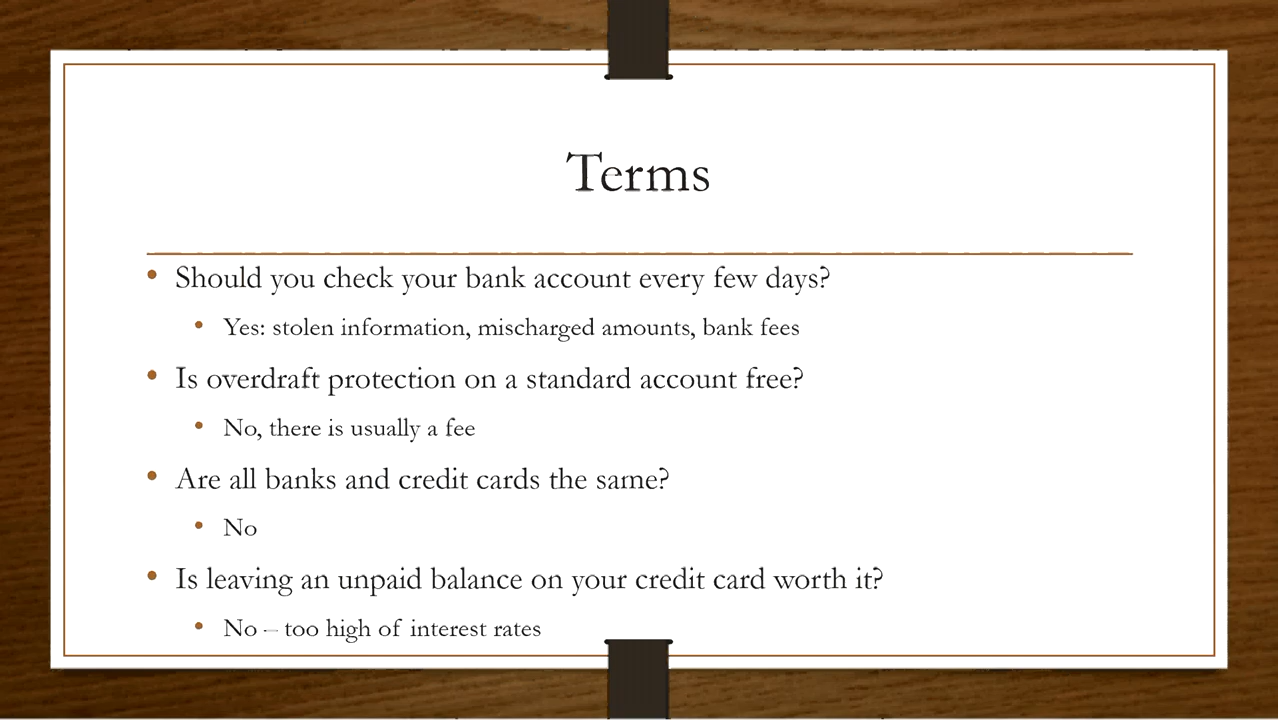 Terms
Should you check your bank account every few days?
Yes: stolen information, mischarged amounts, bank fees
Is overdraft protection on a standard account free?
No, there is usually a fee
Are all banks and credit cards the same?
No
Is leaving an unpaid balance on your credit card worth it?
No – too high of interest rates